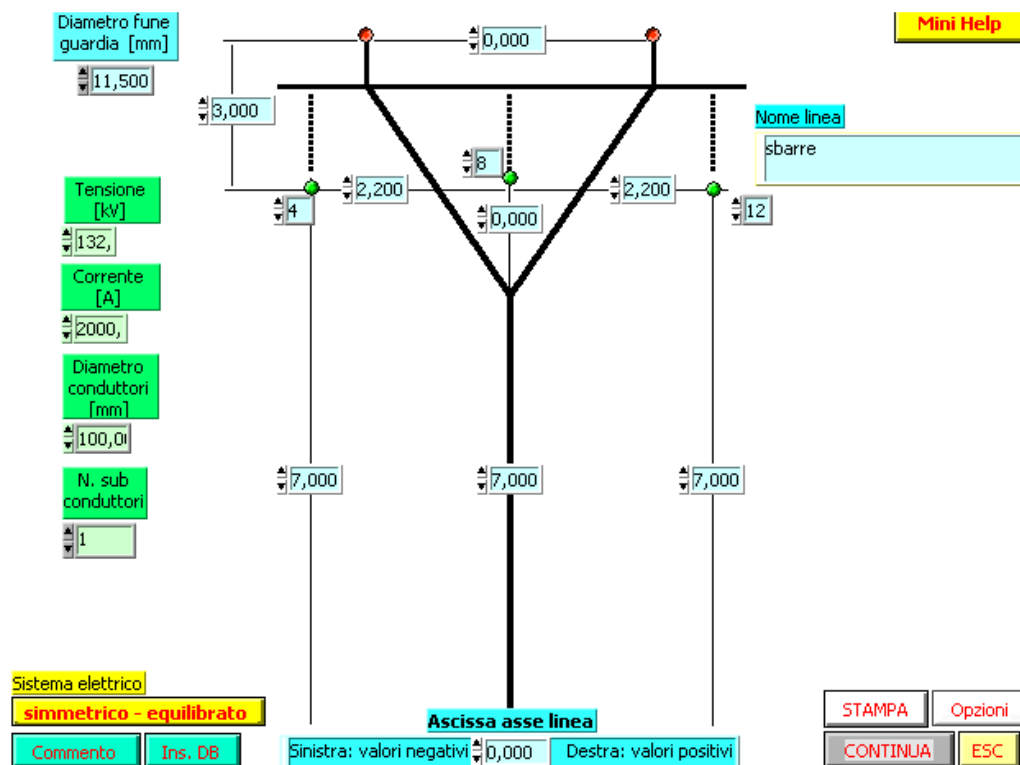 Diametro fune
guardia [mm]
11,500
0,000
Mini Help
3,000
Nome linea
sbarre
8
2,200
2,200
4
12
0,000
Tensione
[kV]
132,
Corrente
[A]
2000,
Diametro
conduttori
[mm]
100,0
N. sub
conduttori
1
7,000
7,000
7,000
Sistema elettrico
simmetrico - equilibrato
Commento
Ins. DB
Ascissa asse linea
Sinistra: valori negativi
0,000
Destra: valori positivi
STAMPA
Opzioni
CONTINUA
ESC